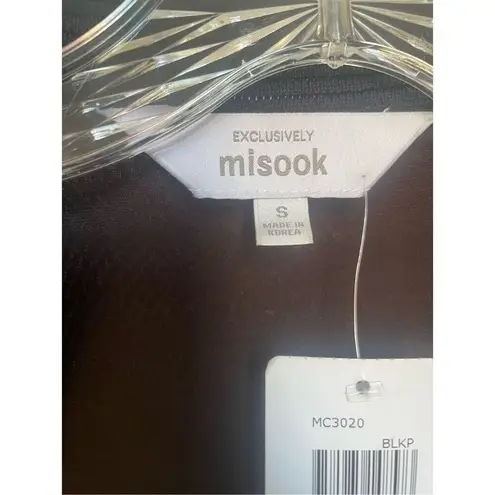 EXCLUSIVELY
misook
S
MADE IN
KOREA
MC3020
BLKP